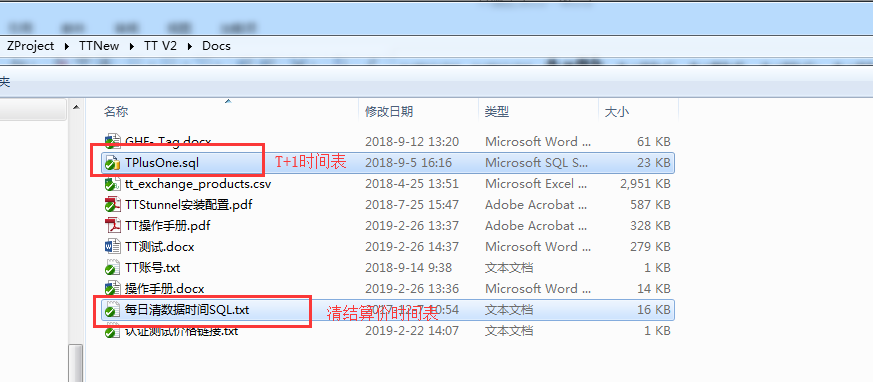 ZProject ▸ TTNew ▸ TT V2 ▸ Docs
夹
名称 修改日期 类型 大小
GHF- Tag.docx 2018-9-12 13:20 Microsoft Word ... 61 KB
TPlusOne.sql T+1时间表 2018-9-5 16:16 Microsoft SQL S... 23 KB
tt_exchange_products.csv 2018-4-25 13:51 Microsoft Excel ... 2,951 KB
TTStunnel安装配置.pdf 2018-7-25 15:47 Adobe Acrobat ... 587 KB
TT操作手册.pdf 2019-2-26 13:37 Adobe Acrobat ... 328 KB
TT测试.docx 2019-2-26 14:37 Microsoft Word ... 279 KB
TT账号.txt 2018-9-14 9:38 文本文档 1 KB
操作手册.docx 2019-2-26 13:36 Microsoft Word ... 14 KB
每日清数据时间SQL.txt 清结算价时间表 2017-12-7 10:54 文本文档 16 KB
认证测试价格链接.txt 2019-2-22 14:07 文本文档 1 KB